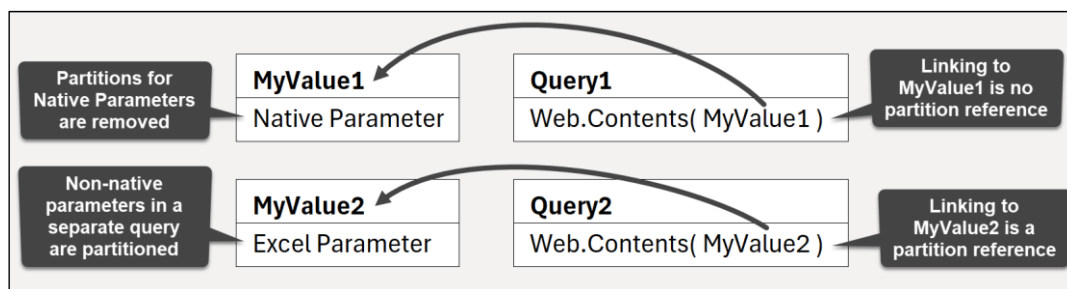 Partitions for
Native Parameters
are removed
MyValue1
Native Parameter
Query1
Web.Contents( MyValue1 )
Linking to
MyValue1 is no
partition reference
Non-native
parameters in a
separate query
are partitioned
MyValue2
Excel Parameter
Query2
Web.Contents( MyValue2 )
Linking to
MyValue2 is a
partition reference